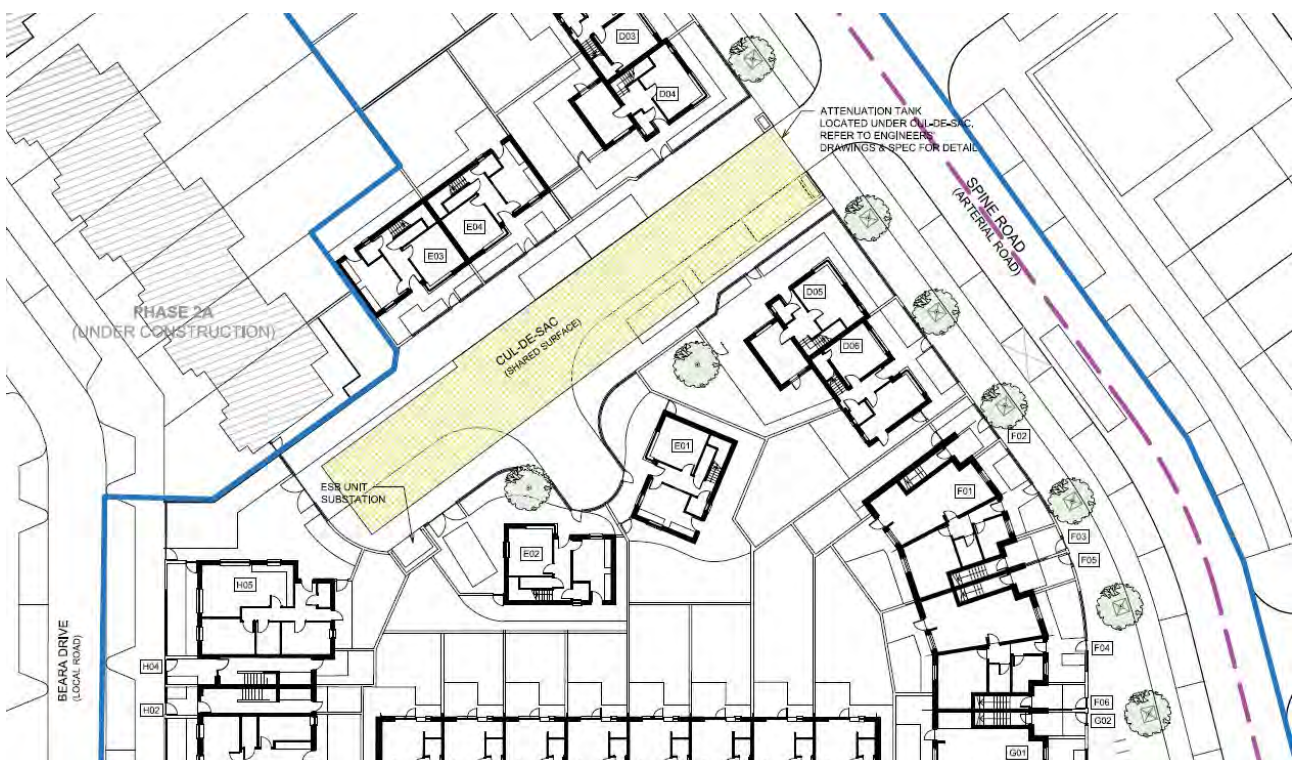 D03
D04
ATTENUATION TANK
LOCATED UNDER CUL-DE-SAC,
REFER TO ENGINEERS
DRAWINGS & SPEC FOR DETAIL
SPINE ROAD
(ARTERIAL ROAD)
E04
E03
PHASE 2A
(UNDER CONSTRUCTION)
CUL-DE-SAC
(SHARED SURFACE)
D05
D06
E01
F02
ESB UNIT
SUBSTATION
F01
F03
F05
E02
H05
BEARA DRIVE
(LOCAL ROAD)
H04
F04
H02
F06
G02
G01